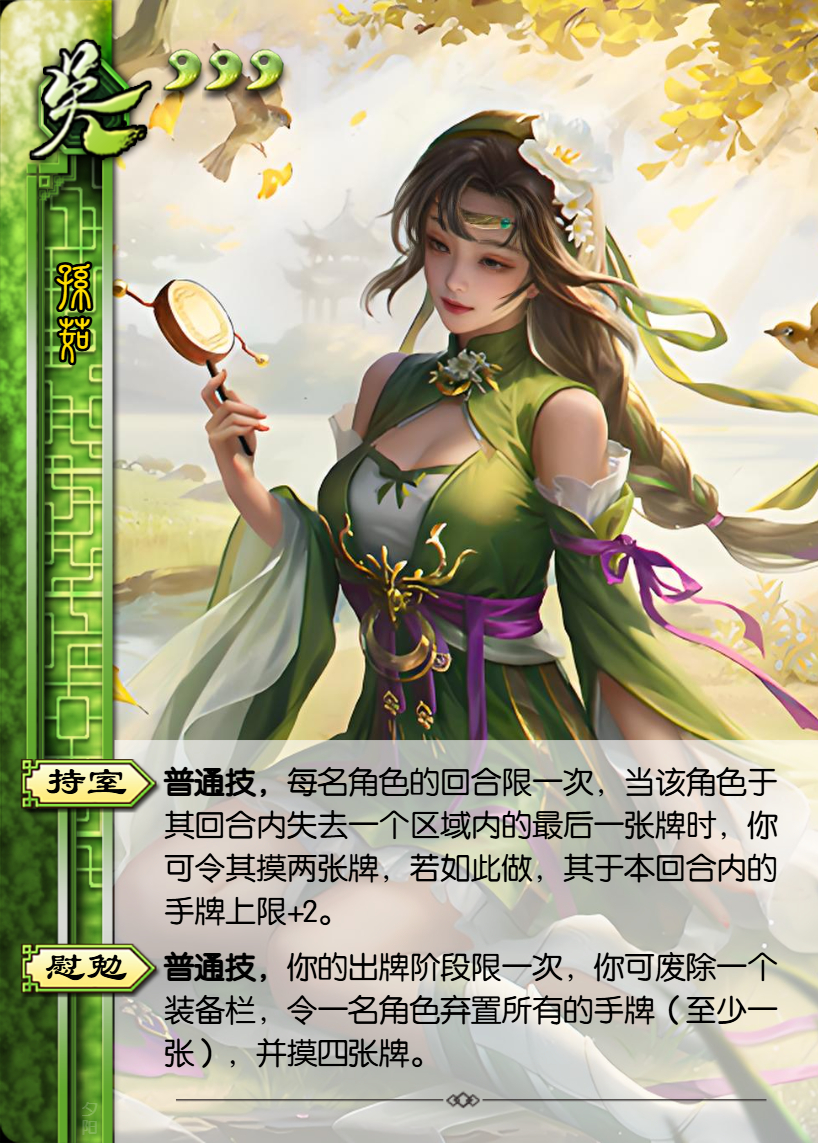 吴
孫茹
持室
普通技，每名角色的回合限一次，当该角色于
其回合内失去一个区域内的最后一张牌时，你
可令其摸两张牌，若如此做，其于本回合内的
手牌上限+2。
慰勉
普通技，你的出牌阶段限一次，你可废除一个
装备栏，令一名角色弃置所有的手牌（至少一
张），并摸四张牌。
夕阳